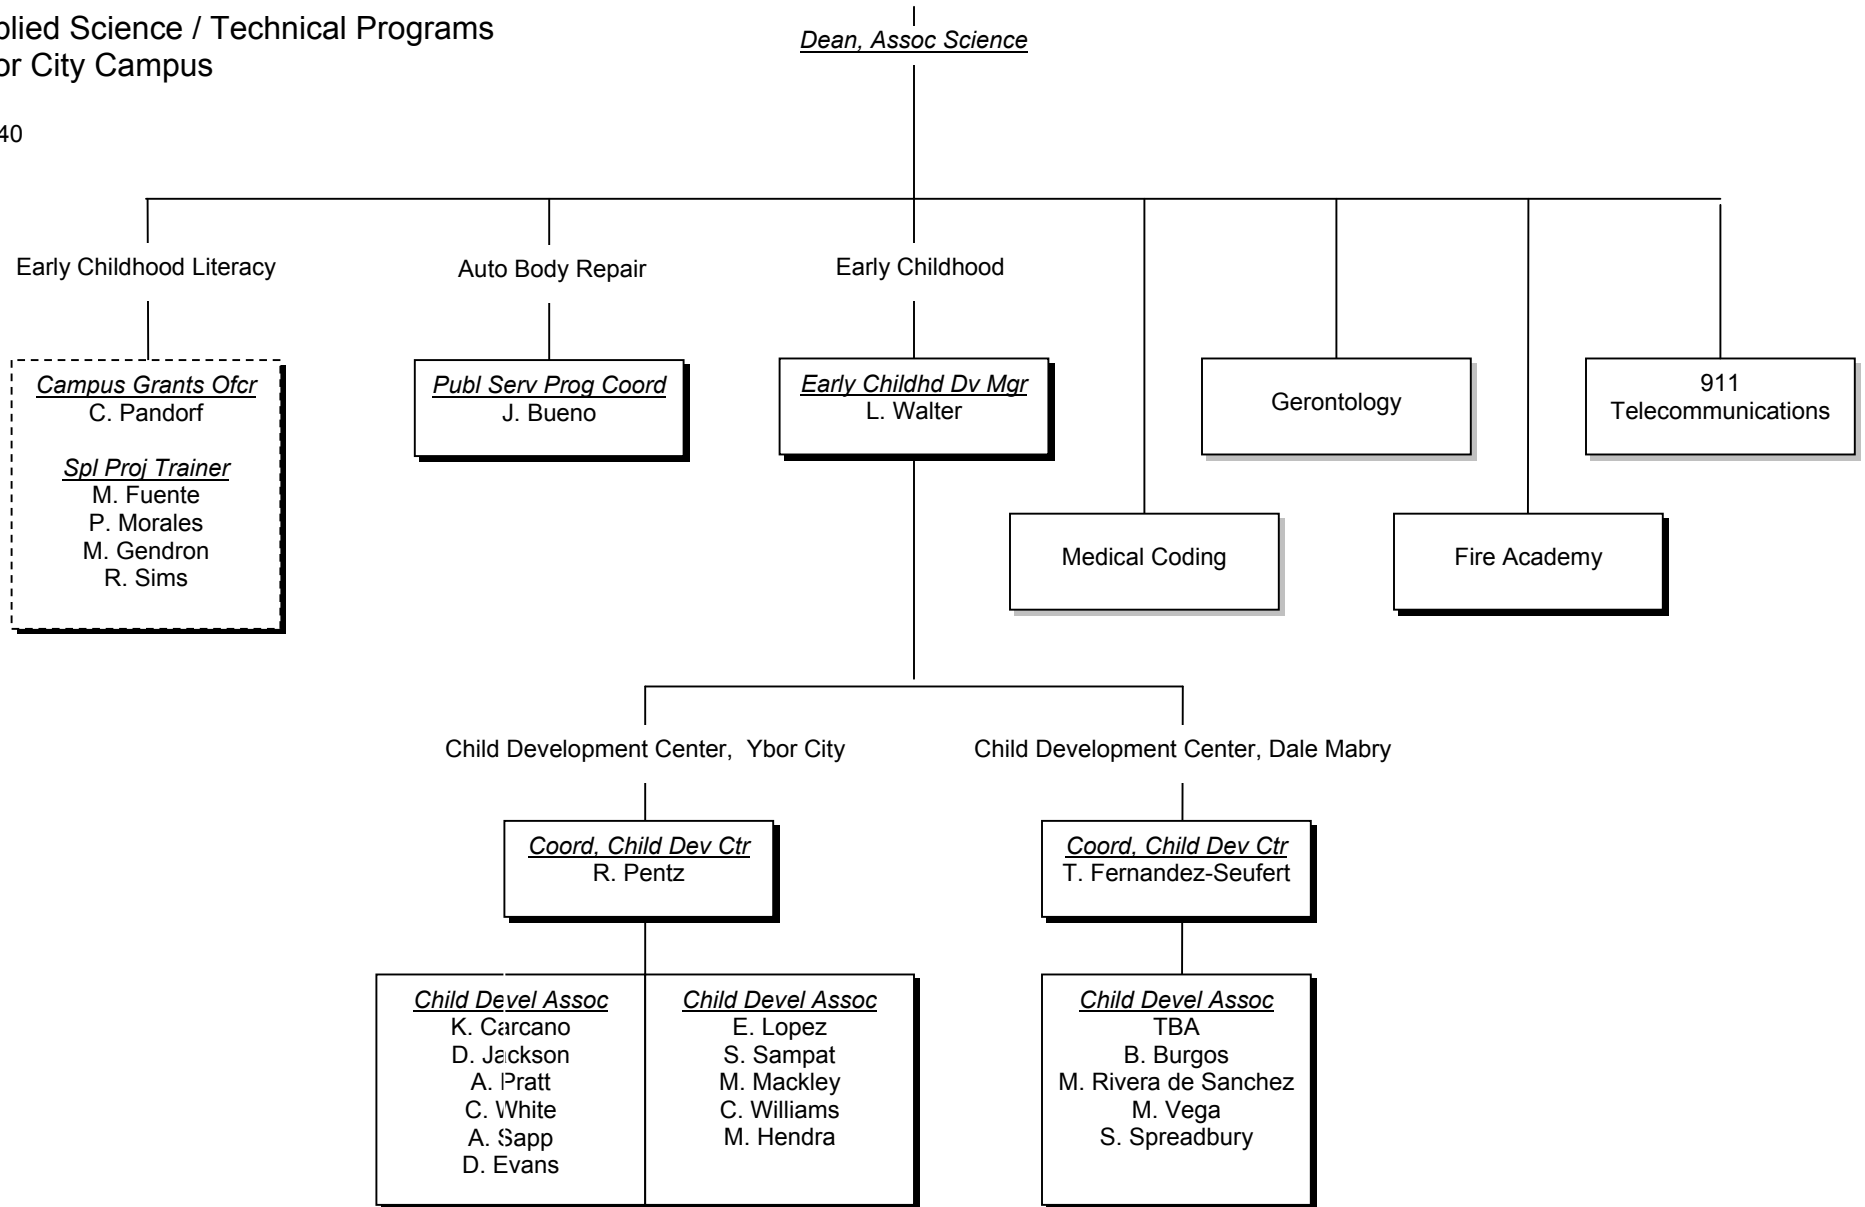 plied Science / Technical Programs
or City Campus
40
Dean, Assoc Science
Early Childhood Literacy
Auto Body Repair
Early Childhood
Campus Grants Ofcr
C. Pandorf
Spl Proj Trainer
M. Fuente
P. Morales
M. Gendron
R. Sims
Publ Serv Prog Coord
J. Bueno
Early Childhd Dv Mgr
L. Walter
Gerontology
911
Telecommunications
Medical Coding
Fire Academy
Child Development Center, Ybor City
Child Development Center, Dale Mabry
Coord, Child Dev Ctr
R. Pentz
Coord, Child Dev Ctr
T. Fernandez-Seufert
Child Devel Assoc
K. Carcano
D. Jackson
A. Pratt
C. White
A. Sapp
D. Evans
Child Devel Assoc
E. Lopez
S. Sampat
M. Mackley
C. Williams
M. Hendra
Child Devel Assoc
TBA
B. Burgos
M. Rivera de Sanchez
M. Vega
S. Spreadbury